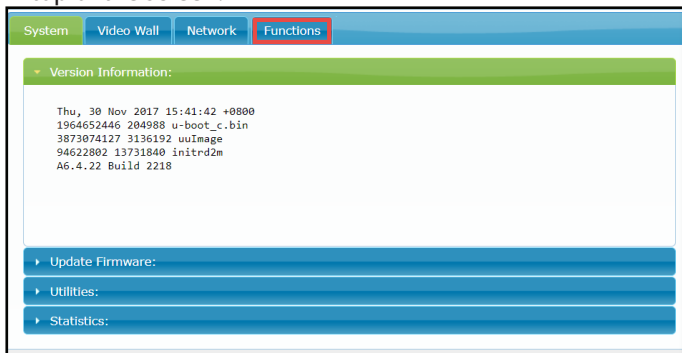 System Video Wall Network Functions
Version Information:
Thu, 30 Nov 2017 15:41:42 +0800
1964652446 204988 u-boot_c.bin
3873074127 3136192 uuImage
94622802 13731840 initrd2m
A6.4.22 Build 2218
Update Firmware:
Utilities:
Statistics: